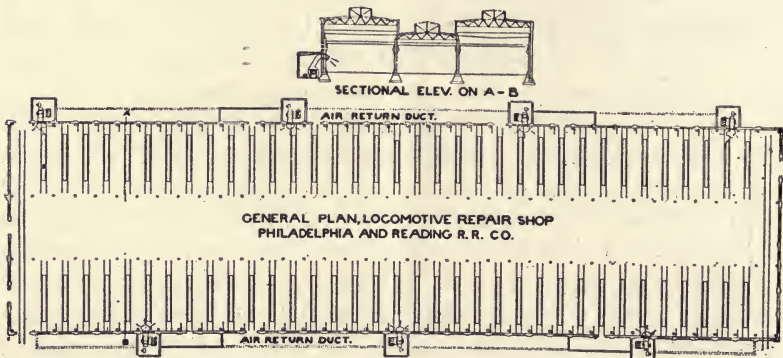 SECTIONAL ELEV. ON A-B
AIR RETURN DUCT.
A
GENERAL PLAN, LOCOMOTIVE REPAIR SHOP
PHILADELPHIA AND READING R.R. CO.
B
AIR RETURN DUCT.